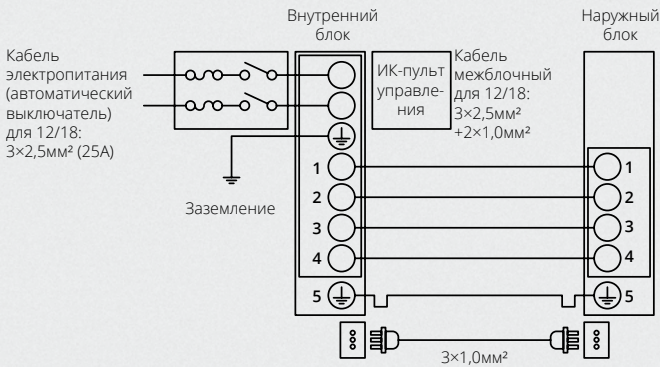 Внутренний
блок
Наружный
блок
Кабель
электропитания
(автоматический
выключатель)
для 12/18:
3×2,5мм² (25А)
ИК-пульт
управле-
ния
Кабель
межблочный
для 12/18:
3×2,5мм²
+2×1,0мм²
Заземление
1
2
3
4
5
1
2
3
4
5
3×1,0мм²